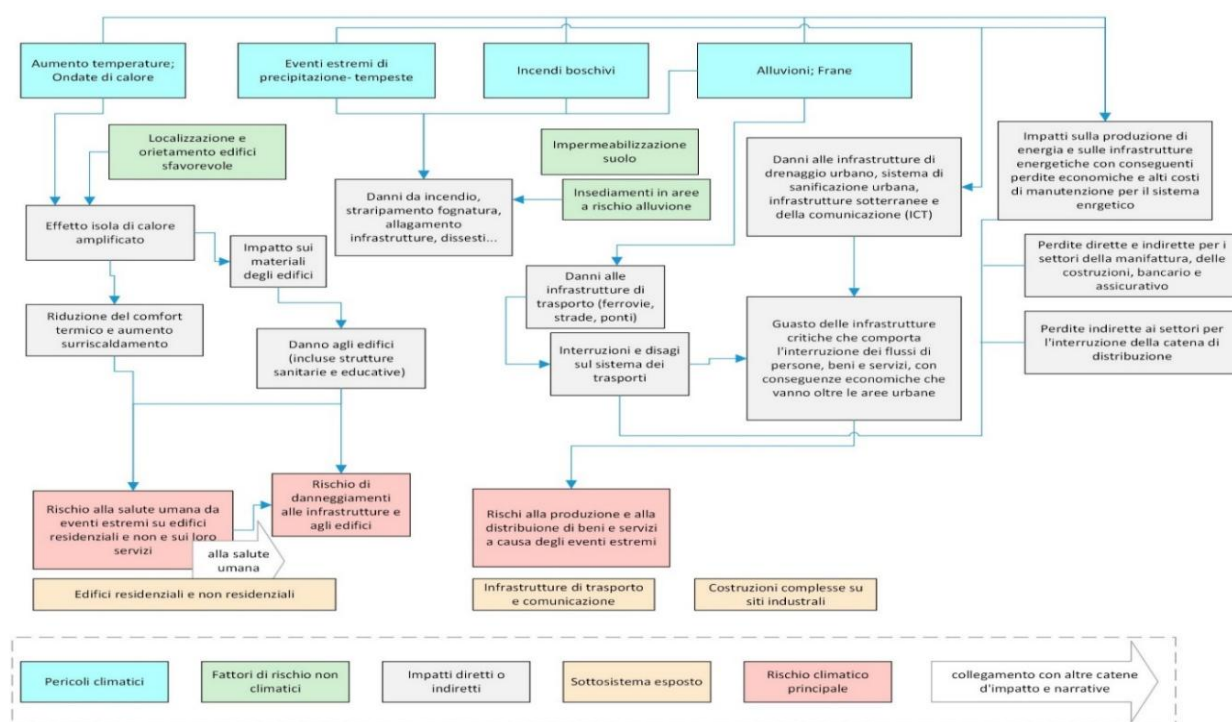 Aumento temperature;
Ondate di calore
Eventi estremi di
precipitazione- tempeste
Incendi boschivi
Alluvioni; Frane
Localizzazione e
orietamento edifici
sfavorevole
Impermeabilizzazione
suolo
Insediamenti in aree
a rischio alluvione
Danni alle infrastrutture di
drenaggio urbano, sistema di
sanificazione urbana,
infrastrutture sotterranee e
della comunicazione (ICT)
Impatti sulla produzione di
energia e sulle infrastrutture
energetiche con conseguenti
perdite economiche e alti costi
di manutenzione per il sistema
energetico
Danni da incendio,
straripamento fognatura,
allagamento
infrastrutture, dissesti...
Effetto isola di calore
amplificato
Impatto sui
materiali degli
edifici
Perdite dirette e indirette per i
settori della manifattura, delle
costruzioni, bancario e
assicurativo
Danni alle
infrastrutture di
trasporto (ferrovie,
strade, ponti)
Riduzione del comfort
termico e aumento
surriscaldamento
Danno agli edifici
(incluse strutture
sanitarie e educative)
Interruzioni e disagi
sul sistema dei
trasporti
Guasto delle infrastrutture
critiche che comporta
l'interruzione dei flussi di
persone, beni e servizi, con
conseguenze economiche che
vanno oltre le aree urbane
Perdite indirette ai settori per
l'interruzione della catena di
distribuzione
Rischio alla salute umana da
eventi estremi su edifici
residenziali e non e sui loro
servizi
Rischio di
danneggiamenti
alle infrastrutture e
agli edifici
alla salute
umana
Rischi alla produzione e alla
distribuione di beni e servizi
a causa degli eventi estremi
Edifici residenziali e non residenziali
Infrastrutture di trasporto
e comunicazione
Costruzioni complesse su
siti industrali
Pericoli climatici
Fattori di rischio non
climatici
Impatti diretti o
indiretti
Sottosistema esposto
Rischio climatico
principale
collegamento con altre catene
d'impatto e narrative